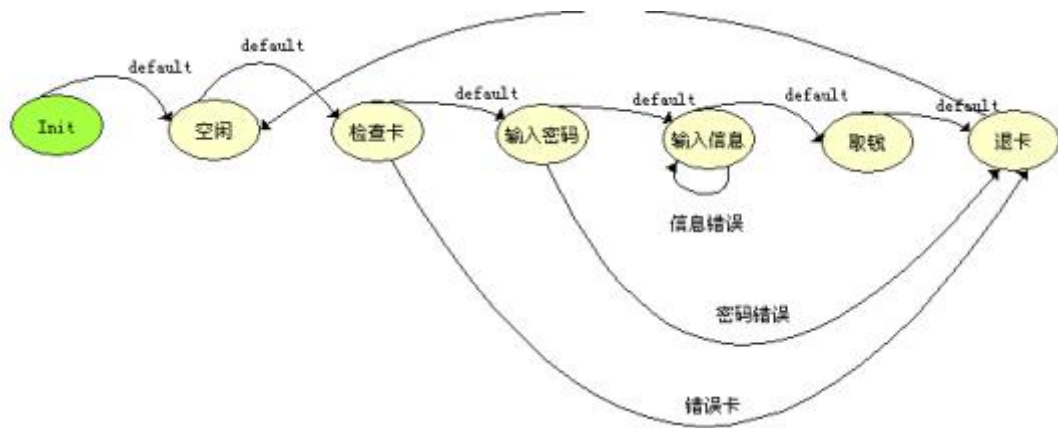 default
default
default
default
default
default
Init
空闲
检查卡
输入密码
输入信息
取钱
退卡
信息错误
密码错误
错误卡